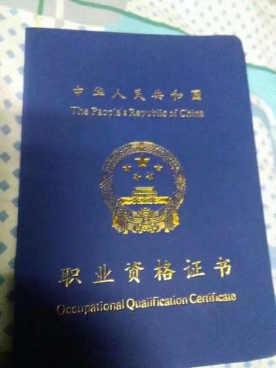 中华人民共和国
The People's Republic of China
职业资格证书
Occupational Qualification Certificate